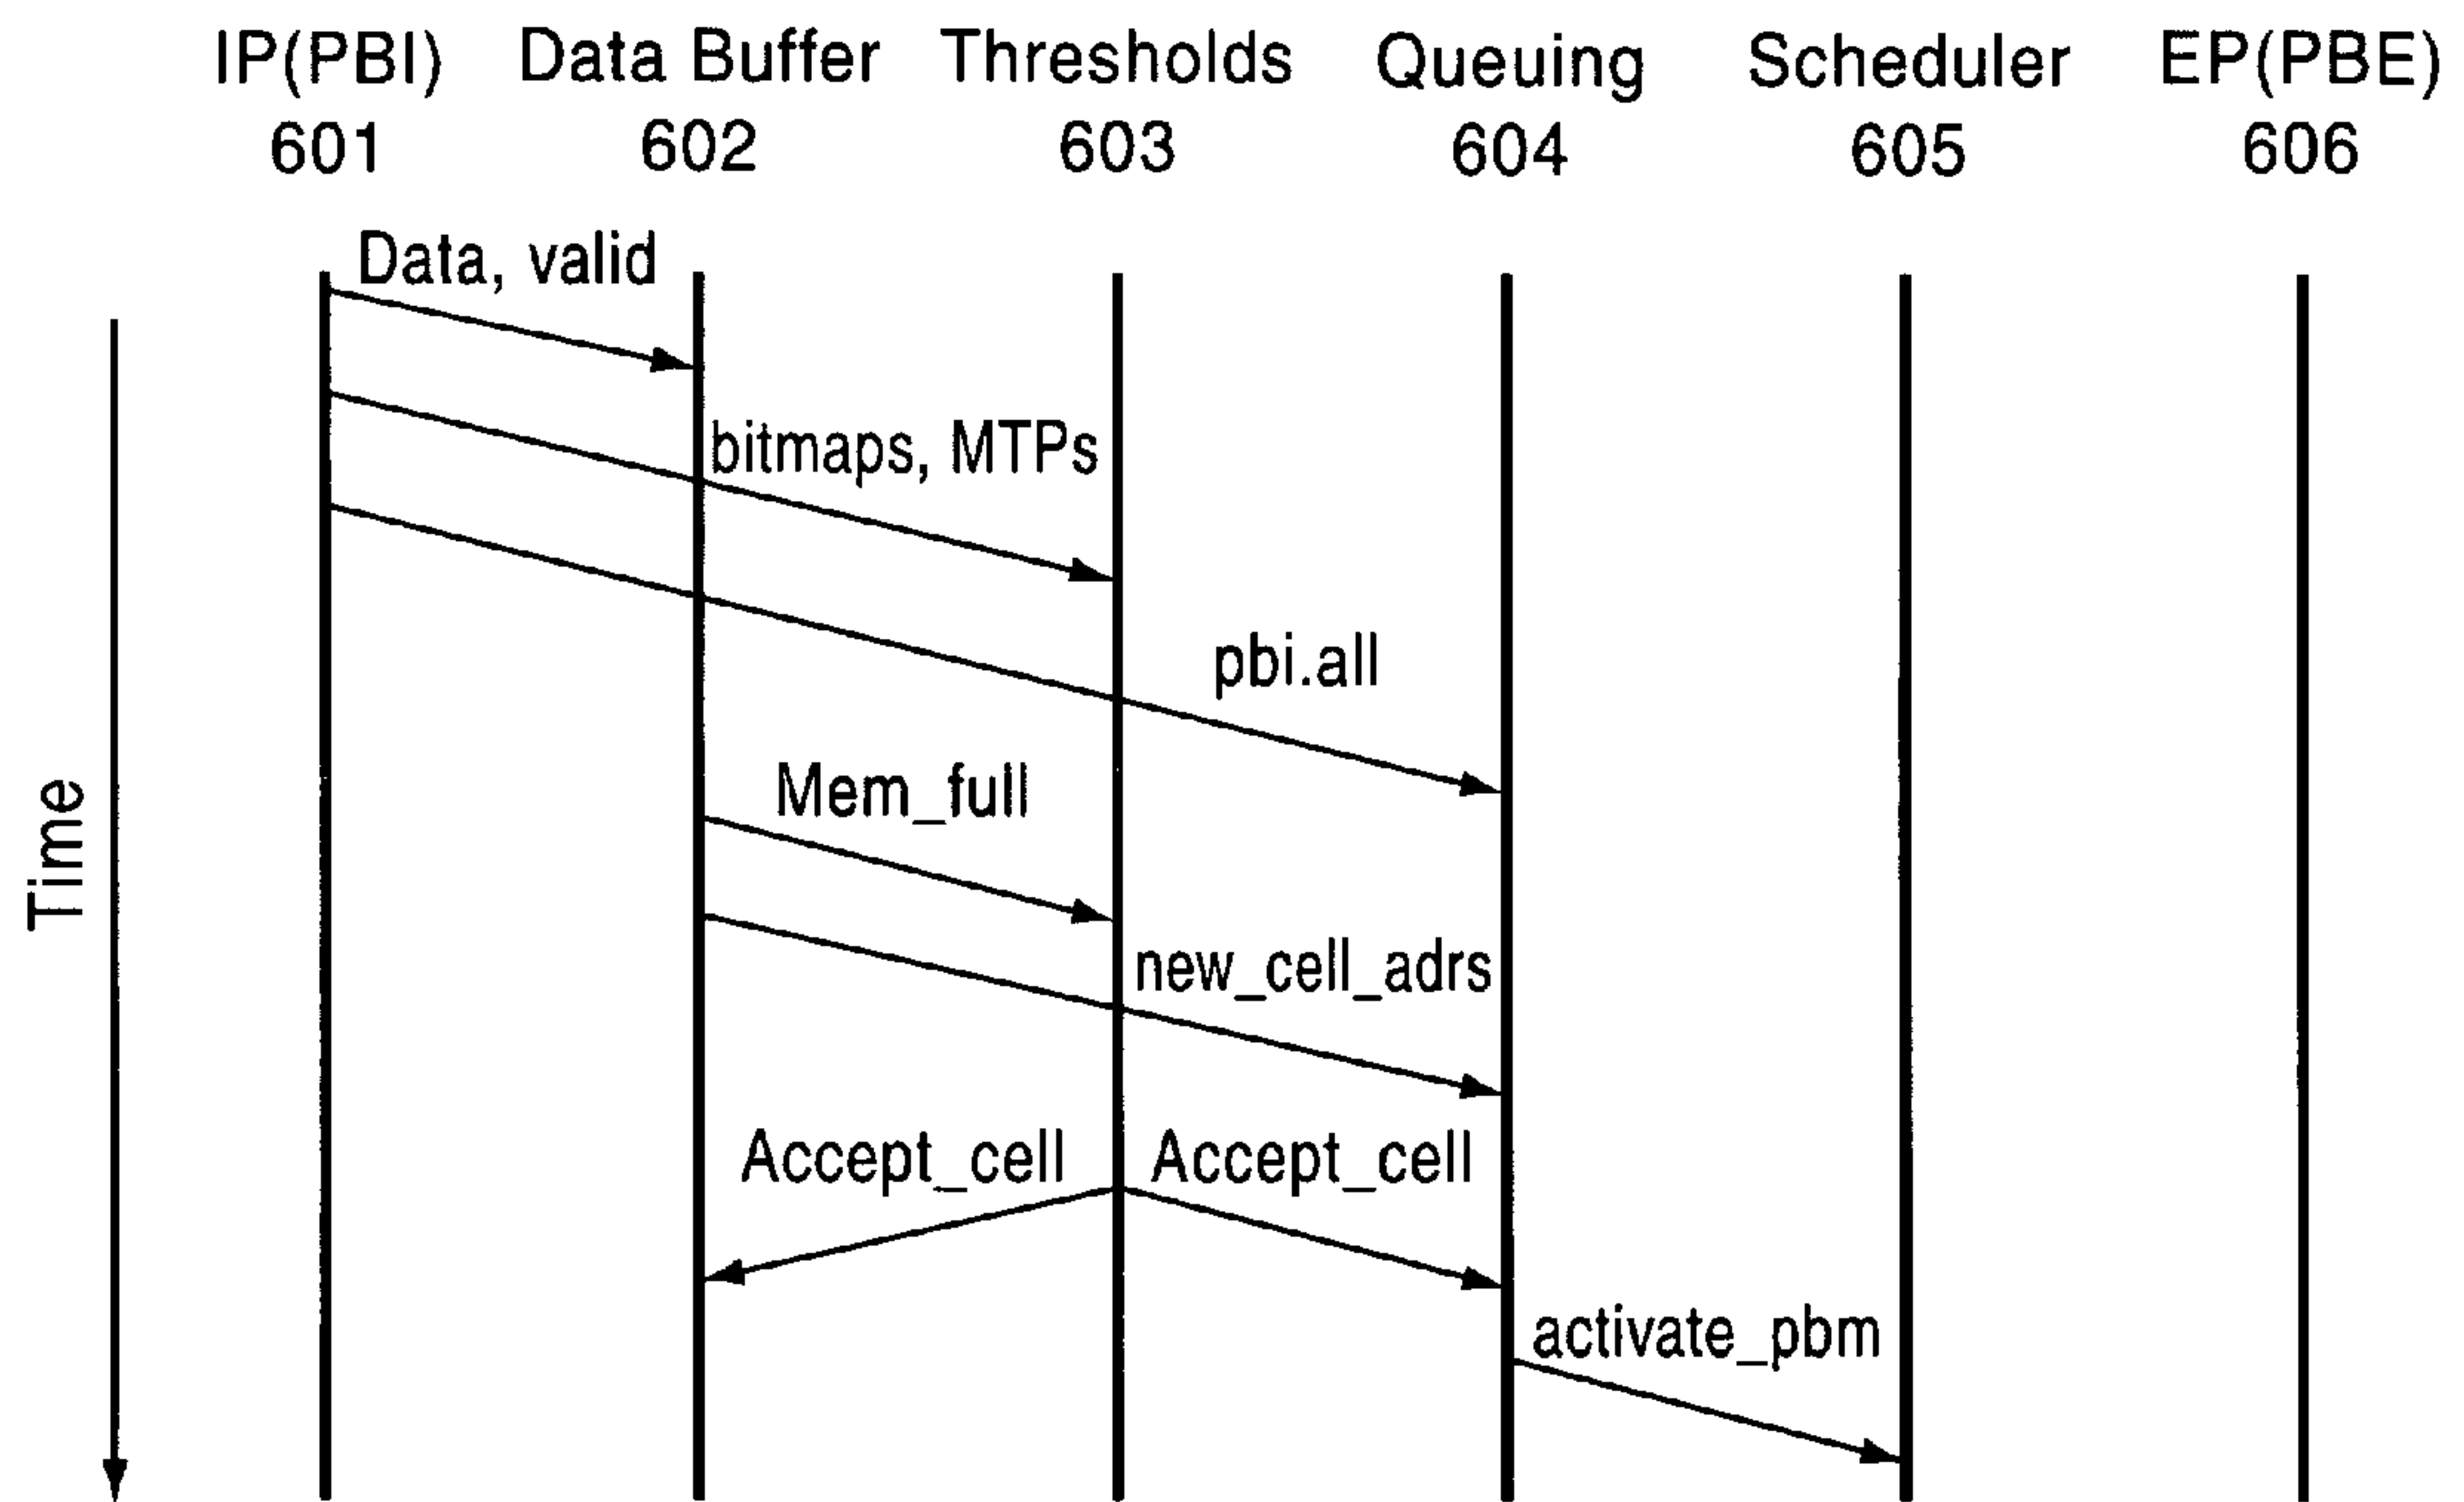 IP(PBI) Data Buffer Thresholds Queuing Scheduler EP(PBE)
601 602 603 604 605 606
Data, valid
bitmaps, MTPs
pbi.all
Mem_full
new_cell_adrs
Accept_cell Accept_cell
activate_pbm
Time